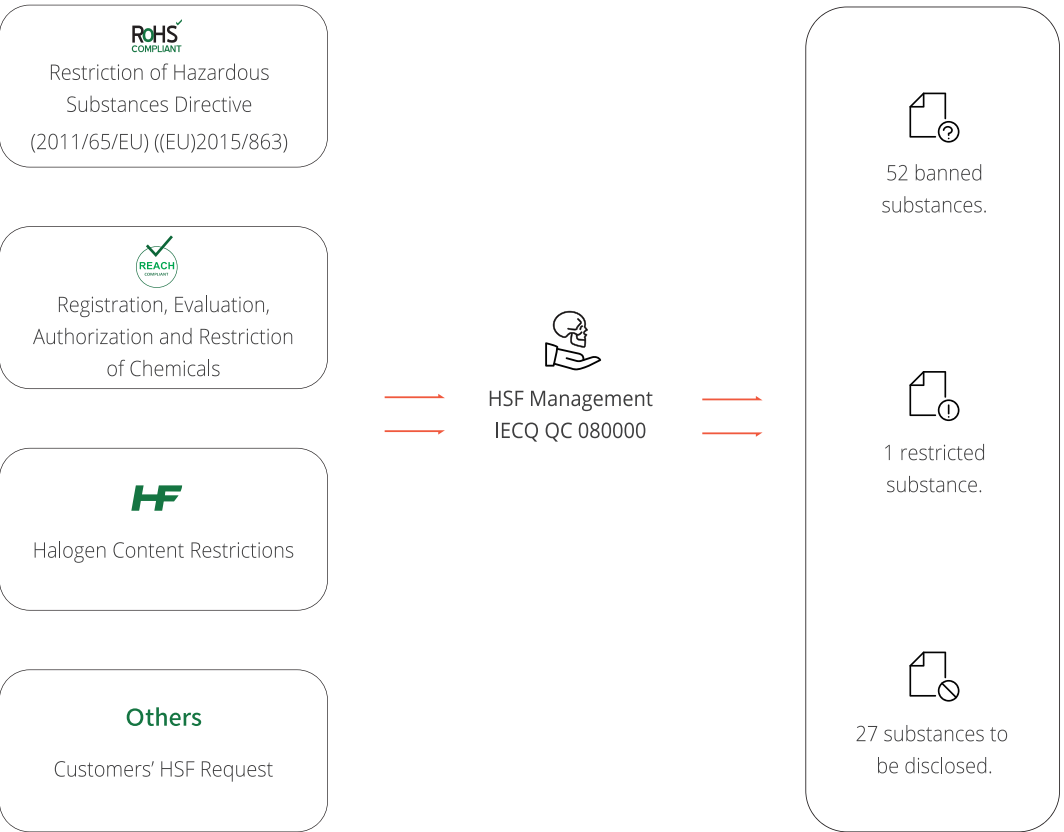 RoHS
COMPLIANT
Restriction of Hazardous
Substances Directive
(2011/65/EU) ((EU)2015/863)
REACH
COMPLIANT
Registration, Evaluation,
Authorization and Restriction
of Chemicals
HF
Halogen Content Restrictions
Others
Customers’ HSF Request
HSF Management
IECQ QC 080000
?
52 banned
substances.
!
1 restricted
substance.
27 substances to
be disclosed.